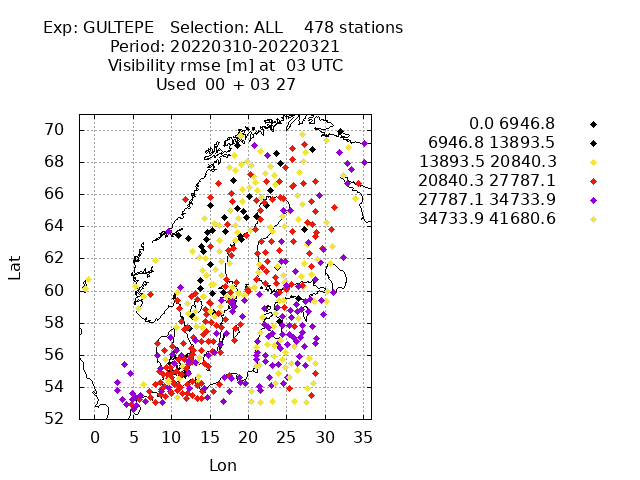 Exp: GULTEPE   Selection: ALL    478 stations
Period: 20220310-20220321
Visibility rmse [m] at  03 UTC
Used  00 + 03 27
0.0 6946.8
6946.8 13893.5
13893.5 20840.3
20840.3 27787.1
27787.1 34733.9
34733.9 41680.6
70
68
66
64
62
60
58
56
54
52
Lat
0 5 10 15 20 25 30 35
Lon